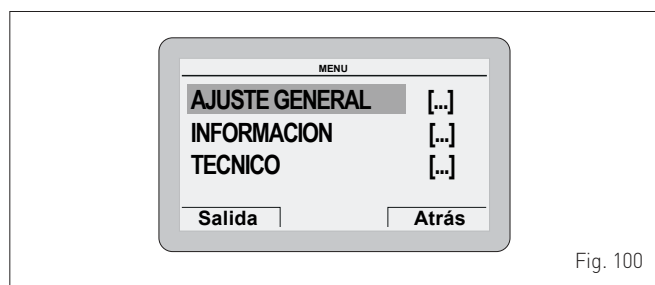 MENU
AJUSTE GENERAL [...]
INFORMACION [...]
TECNICO [...]
Salida Atrás
Fig. 100